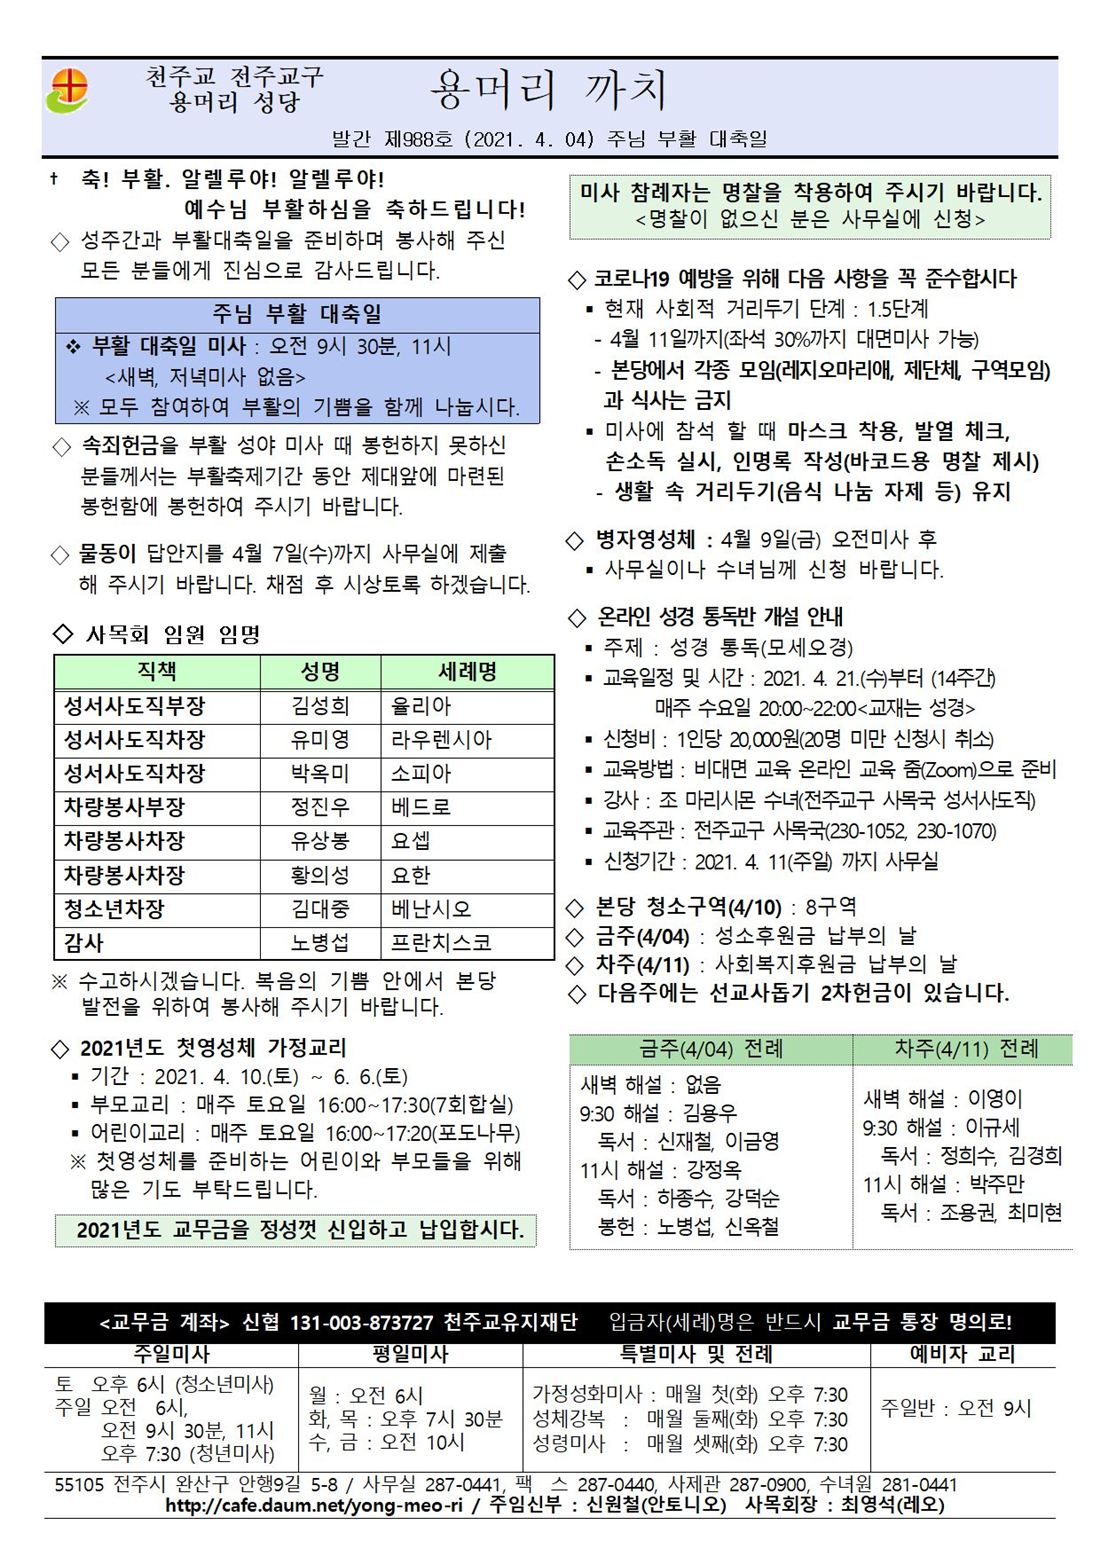 천주교 전주교구
용머리 성당
용머리 까치
발간 제988호 (2021. 4. 04) 주님 부활 대축일
† 축! 부활. 알렐루야! 알렐루야!
예수님 부활하심을 축하드립니다!
◇ 성주간과 부활대축일을 준비하며 봉사해 주신
모든 분들에게 진심으로 감사드립니다.
주님 부활 대축일
❖ 부활 대축일 미사 : 오전 9시 30분, 11시
<새벽, 저녁미사 없음>
※ 모두 참여하여 부활의 기쁨을 함께 나눕시다.
◇ 속죄헌금을 부활 성야 미사 때 봉헌하지 못하신
분들께서는 부활축제기간 동안 제대앞에 마련된
봉헌함에 봉헌하여 주시기 바랍니다.
◇ 물동이 답안지를 4월 7일(수)까지 사무실에 제출
해 주시기 바랍니다. 채점 후 시상토록 하겠습니다.
◇ 사목회 임원 임명
직책 성명 세례명
성서사도직부장 김성희 율리아
성서사도직차장 유미영 라우렌시아
성서사도직차장 박옥미 소피아
차량봉사부장 정진우 베드로
차량봉사차장 유상봉 요셉
차량봉사차장 황의성 요한
청소년차장 김대중 베난시오
감사 노병섭 프란치스코
※ 수고하시겠습니다. 복음의 기쁨 안에서 본당
발전을 위하여 봉사해 주시기 바랍니다.
◇ 2021년도 첫영성체 가정교리
▪ 기간 : 2021. 4. 10.(토) ~ 6. 6.(토)
▪ 부모교리 : 매주 토요일 16:00~17:30(7회합실)
▪ 어린이교리 : 매주 토요일 16:00~17:20(포도나무)
※ 첫영성체를 준비하는 어린이와 부모들을 위해
많은 기도 부탁드립니다.
2021년도 교무금을 정성껏 신입하고 납입합시다.
미사 참례자는 명찰을 착용하여 주시기 바랍니다.
<명찰이 없으신 분은 사무실에 신청>
◇ 코로나19 예방을 위해 다음 사항을 꼭 준수합시다
▪ 현재 사회적 거리두기 단계 : 1.5단계
- 4월 11일까지(좌석 30%까지 대면미사 가능)
- 본당에서 각종 모임(레지오마리애, 제단체, 구역모임)
과 식사는 금지
▪ 미사에 참석 할 때 마스크 착용, 발열 체크,
손소독 실시, 인명록 작성(바코드용 명찰 제시)
- 생활 속 거리두기(음식 나눔 자제 등) 유지
◇ 병자영성체 : 4월 9일(금) 오전미사 후
▪ 사무실이나 수녀님께 신청 바랍니다.
◇ 온라인 성경 통독반 개설 안내
▪ 주제 : 성경 통독(모세오경)
▪ 교육일정 및 시간 : 2021. 4. 21.(수)부터 (14주간)
매주 수요일 20:00~22:00<교재는 성경>
▪ 신청비 : 1인당 20,000원(20명 미만 신청시 취소)
▪ 교육방법 : 비대면 교육 온라인 교육 줌(Zoom)으로 준비
▪ 강사 : 조 마리시몬 수녀(전주교구 사목국 성서사도직)
▪ 교육주관 : 전주교구 사목국(230-1052, 230-1070)
▪ 신청기간 : 2021. 4. 11(주일) 까지 사무실
◇ 본당 청소구역(4/10) : 8구역
◇ 금주(4/04) : 성소후원금 납부의 날
◇ 차주(4/11) : 사회복지후원금 납부의 날
◇ 다음주에는 선교사돕기 2차헌금이 있습니다.
금주(4/04) 전례
새벽 해설 : 없음
9:30 해설 : 김용우
독서 : 신재철, 이금영
11시 해설 : 강정옥
독서 : 하종수, 강덕순
봉헌 : 노병섭, 신옥철
차주(4/11) 전례
새벽 해설 : 이영이
9:30 해설 : 이규세
독서 : 정희수, 김경희
11시 해설 : 박주만
독서 : 조용권, 최미현
<교무금 계좌> 신협 131-003-873727 천주교유지재단 입금자(세례)명은 반드시 교무금 통장 명의로!
주일미사
토 오후 6시 (청소년미사)
주일 오전 6시,
오전 9시 30분, 11시
오후 7:30 (청년미사)
평일미사
월 : 오전 6시
화, 목 : 오후 7시 30분
수, 금 : 오전 10시
특별미사 및 전례
가정성화미사 : 매월 첫(화) 오후 7:30
성체강복 : 매월 둘째(화) 오후 7:30
성령미사 : 매월 셋째(화) 오후 7:30
예비자 교리
주일반 : 오전 9시
55105 전주시 완산구 안행9길 5-8 / 사무실 287-0441, 팩 스 287-0440, 사제관 287-0900, 수녀원 281-0441
http://cafe.daum.net/yong-meo-ri / 주임신부 : 신원철(안토니오) 사목회장 : 최영석(레오)